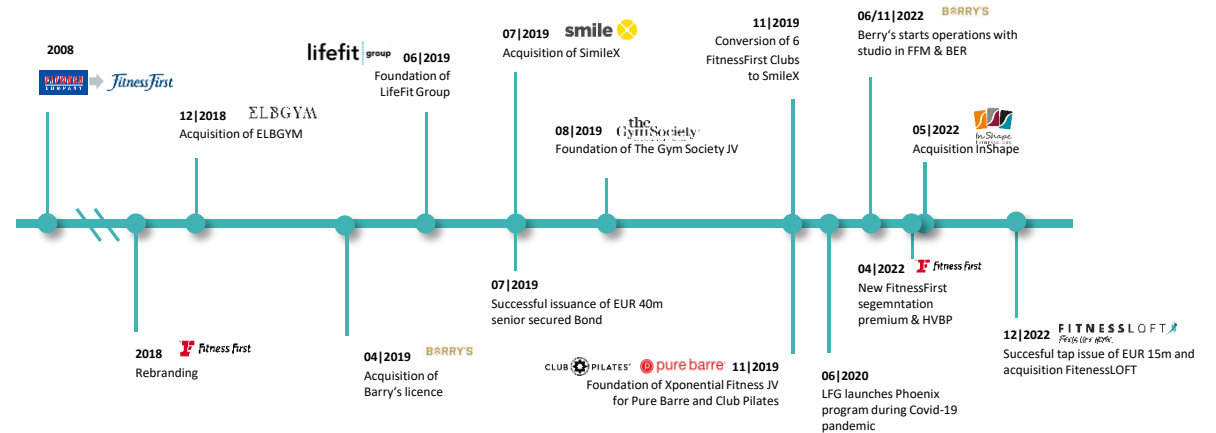 2008
FITNESS
COMPANY
Fitness First
12|2018 ELBGYM
Acquisition of ELBGYM
lifefit group 06|2019
Foundation of
LifeFit Group
07|2019 smile X
Acquisition of SimileX
08|2019 the GymSociety
Foundation of The Gym Society JV
11|2019
Conversion of 6
FitnessFirst Clubs
to SmileX
06/11|2022 BARRY'S
Berry's starts operations with
studio in FFM & BER
05|2022 InShape
Acquisition InShape
2018 Fitness First
Rebranding
04|2019 BARRY'S
Acquisition of
Barry's licence
07|2019
Successful issuance of EUR 40m
senior secured Bond
CLUB PILATES pure barre 11|2019
Foundation of Xponential Fitness JV
for Pure Barre and Club Pilates
06|2020
LFG launches Phoenix
program during Covid-19
pandemic
04|2022 Fitness First
New FitnessFirst
segemntation
premium & HVBP
12|2022 FITNESSLOFT
FEELS LIKE HOME.
Succesful tap issue of EUR 15m and
acquisition FitenessLOFT